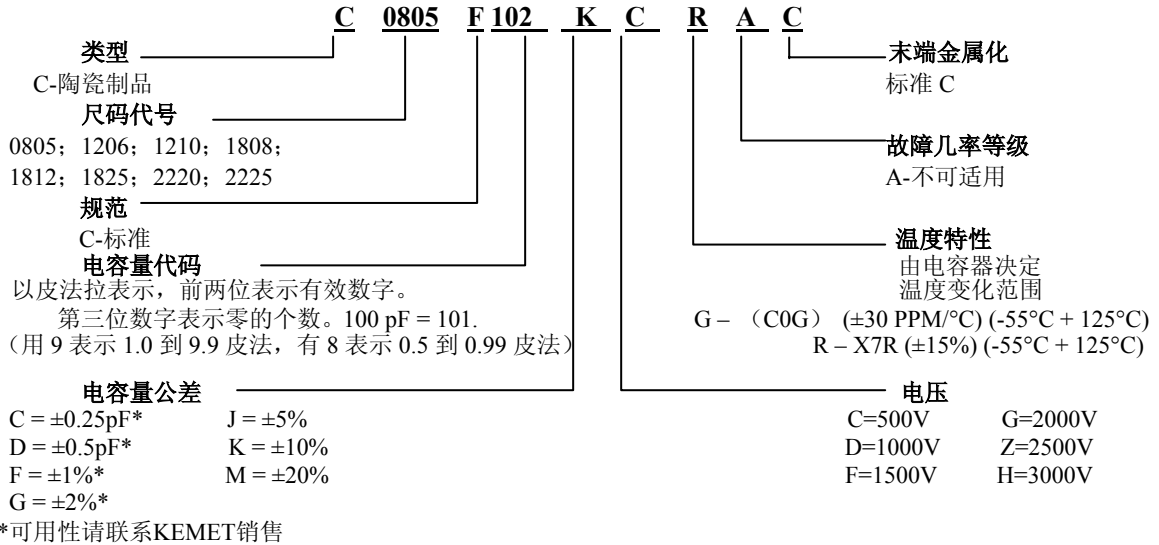 C 0805 F 102 K C R A C
类型
C-陶瓷制品
尺码代号
0805；1206；1210；1808；
1812；1825；2220；2225
规范
C-标准
电容量代码
以皮法拉表示，前两位表示有效数字。
第三位数字表示零的个数。100 pF = 101.
（用 9 表示 1.0 到 9.9 皮法，有 8 表示 0.5 到 0.99 皮法）
电容量公差
C = ±0.25pF* J = ±5%
D = ±0.5pF* K = ±10%
F = ±1%* M = ±20%
G = ±2%*
*可用性请联系KEMET销售
末端金属化
标准 C
故障几率等级
A-不可适用
温度特性
由电容器决定
温度变化范围
G – （C0G） (±30 PPM/°C) (-55°C + 125°C)
R – X7R (±15%) (-55°C + 125°C)
电压
C=500V G=2000V
D=1000V Z=2500V
F=1500V H=3000V